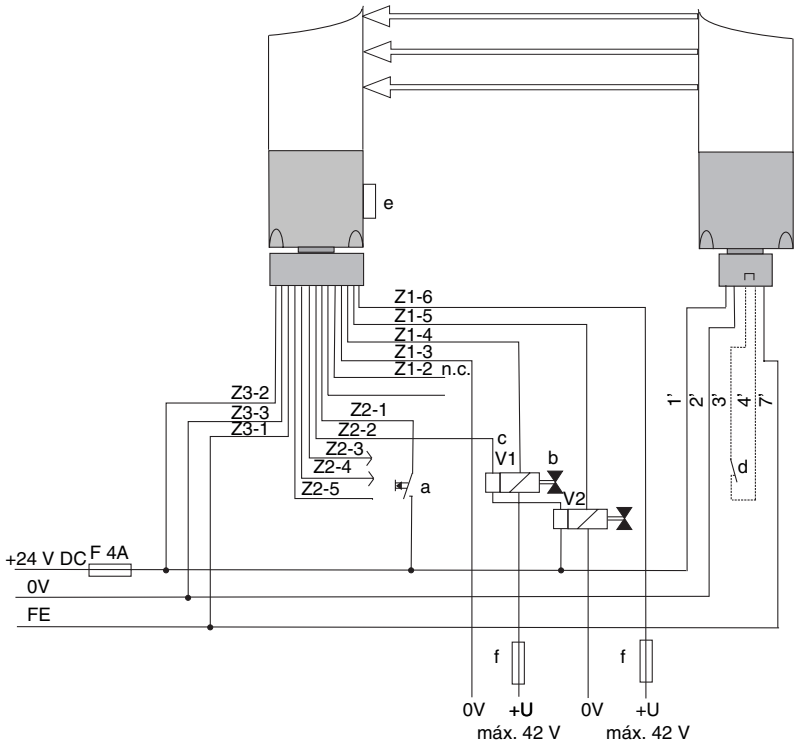 e
Z1-6
Z1-5
Z1-4
Z1-3
Z1-2 n.c.
Z3-2
Z3-3
Z3-1
Z2-1
Z2-2
Z2-3
Z2-4
Z2-5
a
c
V1
b
V2
1'
2'
3'
4'
7'
d
+24 V DC F 4A
0V
FE
f
f
0V +U 0V +U
máx. 42 V máx. 42 V